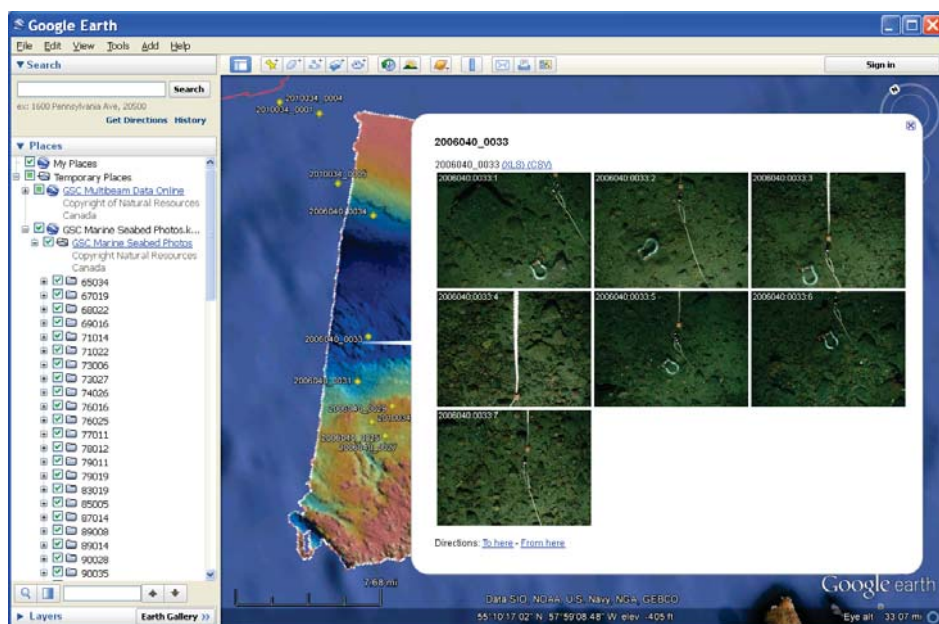 Google Earth
File Edit View Tools Add Help
Search
Search
ex: 1600 Pennsylvania Ave, 20500
Get Directions History
Sign in
Places
My Places
Temporary Places
GSC Multibeam Data Online
Copyright of Natural Resources
Canada
GSC Marine Seabed Photos.k...
GSC Marine Seabed Photos
Copyright Natural Resources
Canada
65034
67019
68022
69016
71014
71022
73006
73027
74026
76016
76025
77011
78012
79011
79019
83019
85005
87014
89008
89014
90028
90035
Layers
Earth Gallery >>
2010034_0004
2010034_0001
2006040_0034
2006040_0033
2006040_0031
2006040_0033
2006040_0033 (XLS) (CSV)
2006040:0033:1
2006040:0033:2
2006040:0033:3
2006040:0033:4
2006040:0033:5
2006040:0033:6
2006040:0033:7
Directions: To here - From here
7.68 mi
Data SIO, NOAA, U.S. Navy, NGA, GEBCO
Google earth
55°10'17.02" N 57°59'08.48" W elev -405 ft
Eye alt 33.07 mi